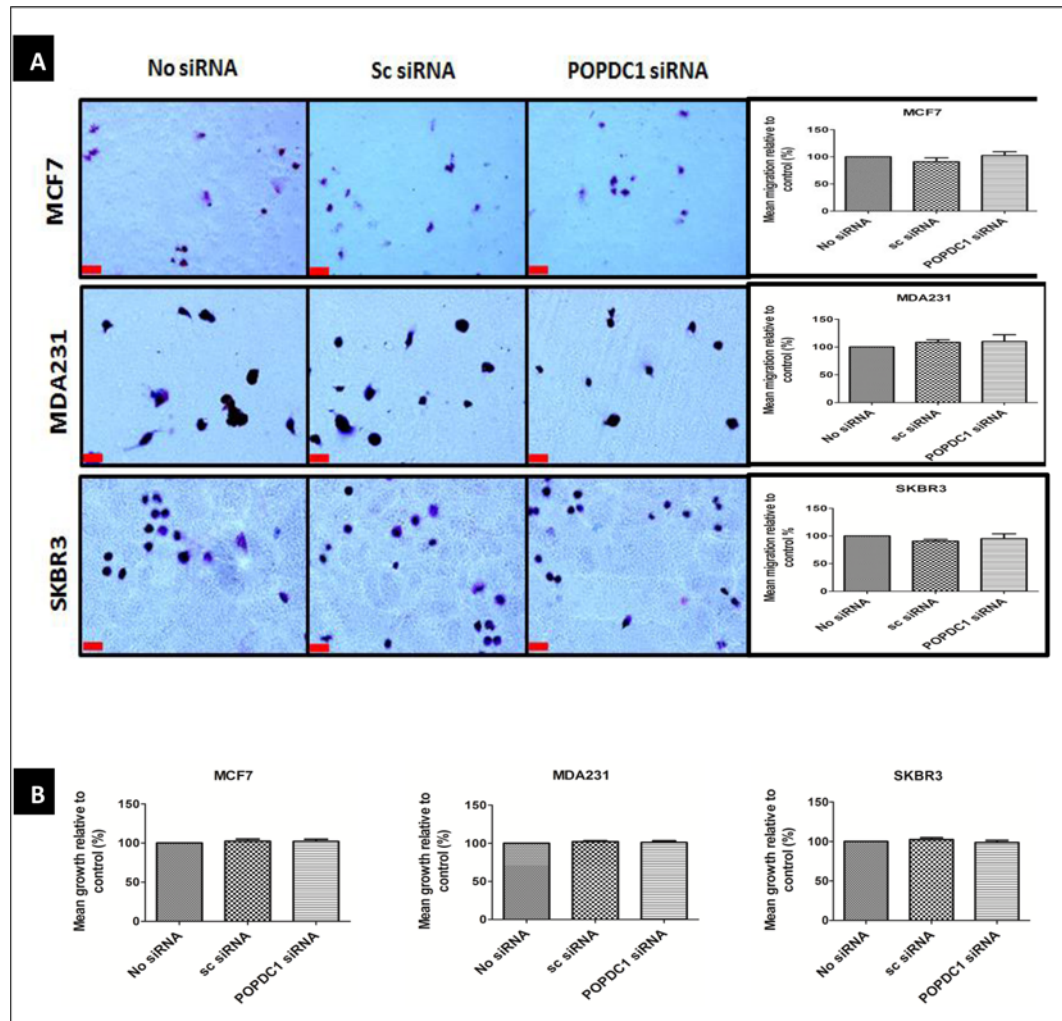 A
No siRNA
Sc siRNA
POPDC1 siRNA
MCF7
MCF7
Mean migration relative to
control (%)
150
100
50
0
No siRNA
sc siRNA
POPDC1 siRNA
MDA231
MDA231
Mean migration relative to
control (%)
150
100
50
0
No siRNA
sc siRNA
POPDC1 siRNA
SKBR3
SKBR3
Mean migration relative to
control %
150
100
50
0
No siRNA
sc siRNA
POPDC1 siRNA
B
MCF7
Mean growth relative to
control (%)
150
100
50
0
No siRNA
sc siRNA
POPDC1 siRNA
MDA231
Mean growth relative to
control (%)
150
100
50
0
No siRNA
sc siRNA
POPDC1 siRNA
SKBR3
Mean growth relative to
control (%)
150
100
50
0
No siRNA
sc siRNA
POPDC1 siRNA